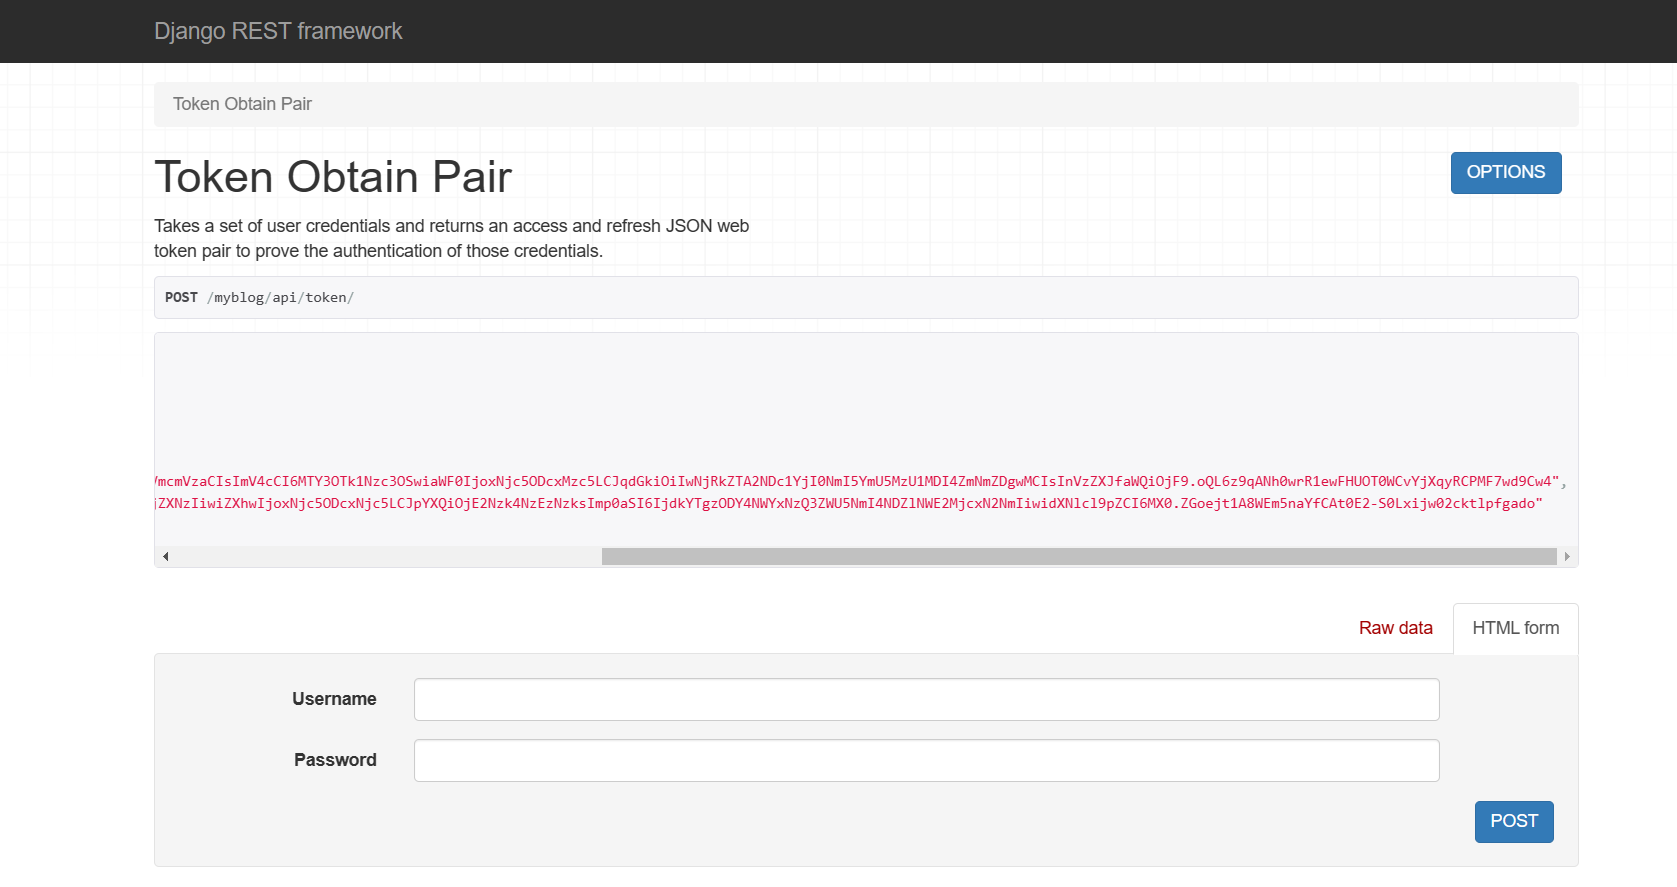 Django REST framework
Token Obtain Pair
Token Obtain Pair
OPTIONS
Takes a set of user credentials and returns an access and refresh JSON web
token pair to prove the authentication of those credentials.
POST /myblog/api/token/
mcmVzaCIsImV4cCI6MTY3OTk1Nzc3OSwiaWF0IjoxNjc5ODcxMzc5LCJqdGkiOiIwNjRkZTA2NDc1YjI0NmI5YmU5MzU1MDI4ZmNmZDgwMCIsInVzZXJfaWQiOjF9.oQL6z9qANh0wrR1ewFHUOT0WCvYjXqyRCPMF7wd9Cw4",
jZXNzIiwiZXhwIjoxNjc5ODcxNjc5LCJpYXQiOjE2Nzk4NzEzNzksImp0aSI6IjdkYTgzODY4NWYxNzQ3ZWU5NmI4NDZlNWE2MjcxN2NmIiwidXNlcl9pZCI6MX0.ZGoejt1A8WEm5naYfCAt0E2-S0Lxijw02cktlpfgado"
Raw data
HTML form
Username
Password
POST